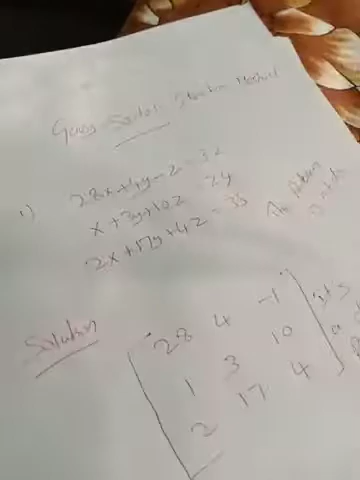 Gauss Seidel Iteration Method
1) 28x+4y-z=32
x+3y+10z=24
2x+17y+4z=35
Solution
28 4 -1
1 3 10
2 17 4